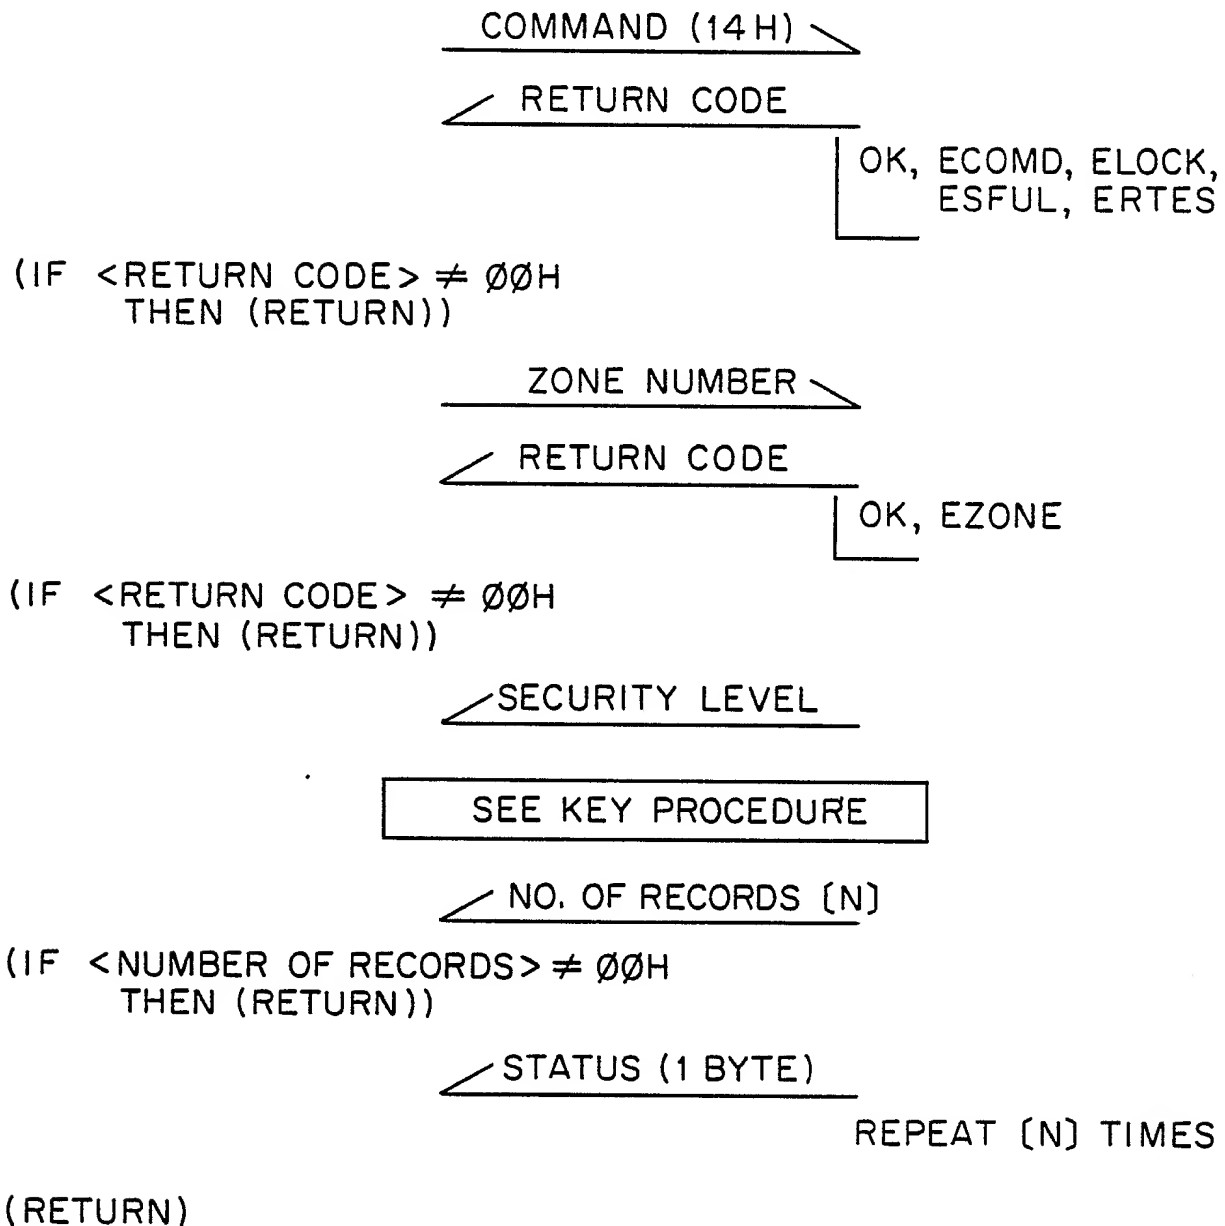 COMMAND (14H)
RETURN CODE
OK, ECOMD, ELOCK,
ESFUL, ERTES
(IF <RETURN CODE> ≠ ØØH
THEN (RETURN))
ZONE NUMBER
RETURN CODE
OK, EZONE
(IF <RETURN CODE> ≠ ØØH
THEN (RETURN))
SECURITY LEVEL
SEE KEY PROCEDURE
NO. OF RECORDS [N]
(IF <NUMBER OF RECORDS> ≠ ØØH
THEN (RETURN))
STATUS (1 BYTE)
REPEAT [N] TIMES
(RETURN)